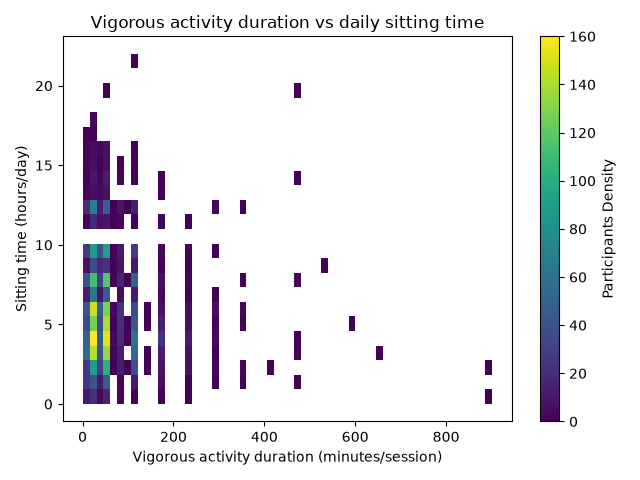 Vigorous activity duration vs daily sitting time
Sitting time (hours/day)
20
15
10
5
0
0 200 400 600 800
Vigorous activity duration (minutes/session)
160
140
120
100
80
60
40
20
0
Participants Density